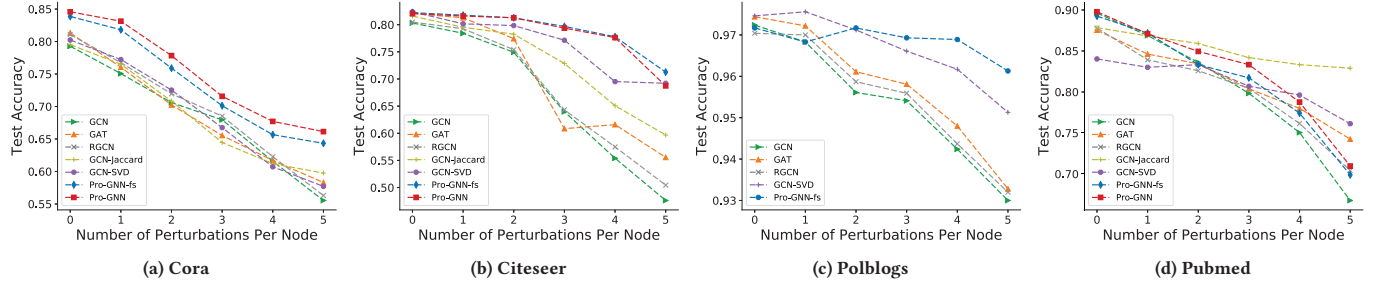 0.85
0.80
0.75
0.70
0.65
0.60
0.55
Test Accuracy
GCN
GAT
RGCN
GCN-Jaccard
GCN-SVD
Pro-GNN-fs
Pro-GNN
0 1 2 3 4 5
Number of Perturbations Per Node
(a) Cora
0.80
0.75
0.70
0.65
0.60
0.55
0.50
Test Accuracy
GCN
GAT
RGCN
GCN-Jaccard
GCN-SVD
Pro-GNN-fs
Pro-GNN
0 1 2 3 4 5
Number of Perturbations Per Node
(b) Citeseer
0.97
0.96
0.95
0.94
0.93
Test Accuracy
GCN
GAT
RGCN
GCN-SVD
Pro-GNN-fs
0 1 2 3 4 5
Number of Perturbations Per Node
(c) Polblogs
0.90
0.85
0.80
0.75
0.70
Test Accuracy
GCN
GAT
RGCN
GCN-Jaccard
GCN-SVD
Pro-GNN-fs
Pro-GNN
0 1 2 3 4 5
Number of Perturbations Per Node
(d) Pubmed